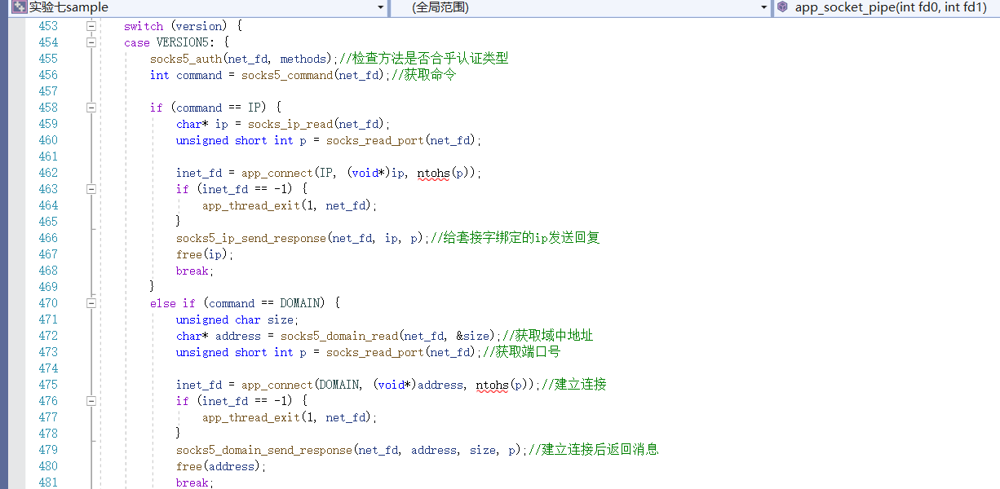 实验七sample (全局范围) app_socket_pipe(int fd0, int fd1)
453 switch (version) {
454 case VERSION5: {
455 socks5_auth(net_fd, methods);//检查方法是否合乎认证类型
456 int command = socks5_command(net_fd);//获取命令
457
458 if (command == IP) {
459 char* ip = socks_ip_read(net_fd);
460 unsigned short int p = socks_read_port(net_fd);
461
462 inet_fd = app_connect(IP, (void*)ip, ntohs(p));
463 if (inet_fd == -1) {
464 app_thread_exit(1, net_fd);
465 }
466 socks5_ip_send_response(net_fd, ip, p);//给套接字绑定的ip发送回复
467 free(ip);
468 break;
469 }
470 else if (command == DOMAIN) {
471 unsigned char size;
472 char* address = socks5_domain_read(net_fd, &size);//获取域中地址
473 unsigned short int p = socks_read_port(net_fd);//获取端口号
474
475 inet_fd = app_connect(DOMAIN, (void*)address, ntohs(p));//建立连接
476 if (inet_fd == -1) {
477 app_thread_exit(1, net_fd);
478 }
479 socks5_domain_send_response(net_fd, address, size, p);//建立连接后返回消息
480 free(address);
481 break;